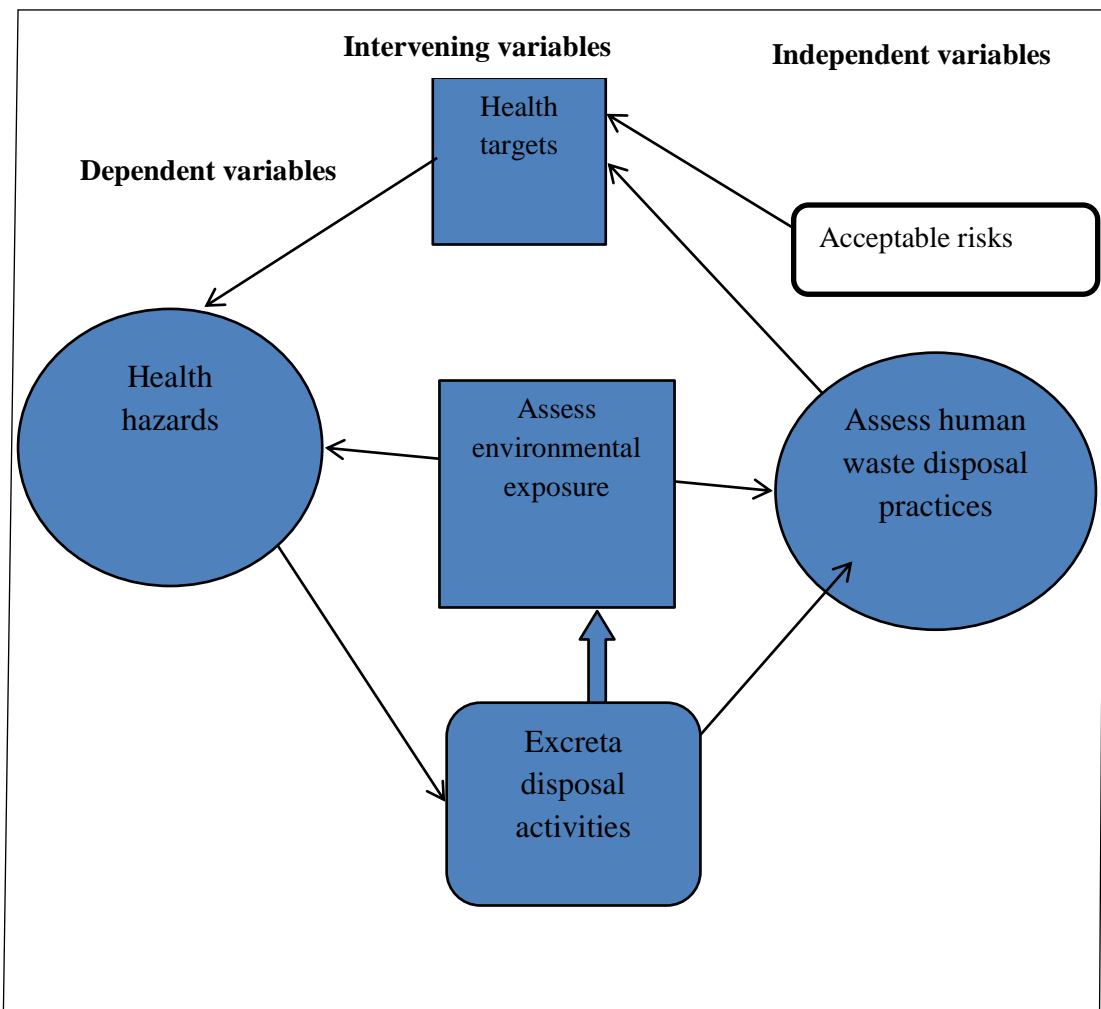 Intervening variables
Independent variables
Health
targets
Dependent variables
Acceptable risks
Health
hazards
Assess
environmental
exposure
Assess human
waste disposal
practices
Excreta
disposal
activities